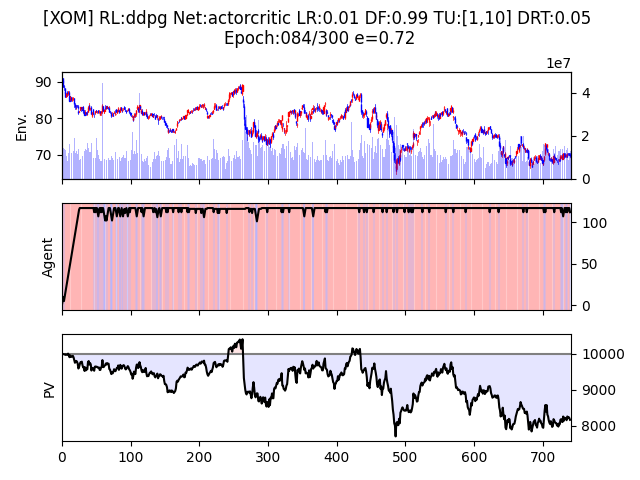 [XOM] RL:ddpg Net:actorcritic LR:0.01 DF:0.99 TU:[1,10] DRT:0.05
Epoch:084/300 e=0.72
1e7
90
80
70
Env.
4
2
0
Agent
100
50
0
PV
10000
9000
8000
0 100 200 300 400 500 600 700